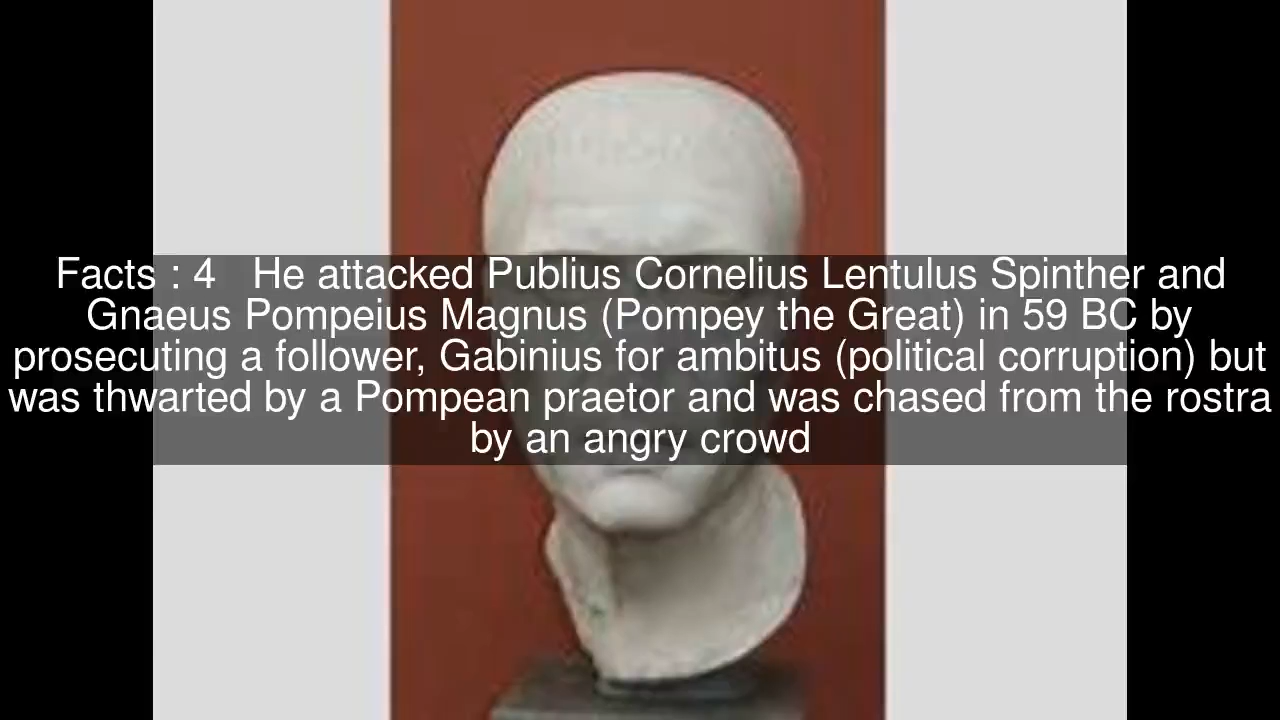 Facts : 4   He attacked Publius Cornelius Lentulus Spinther and
Gnaeus Pompeius Magnus (Pompey the Great) in 59 BC by
prosecuting a follower, Gabinius for ambitus (political corruption) but
was thwarted by a Pompean praetor and was chased from the rostra
by an angry crowd